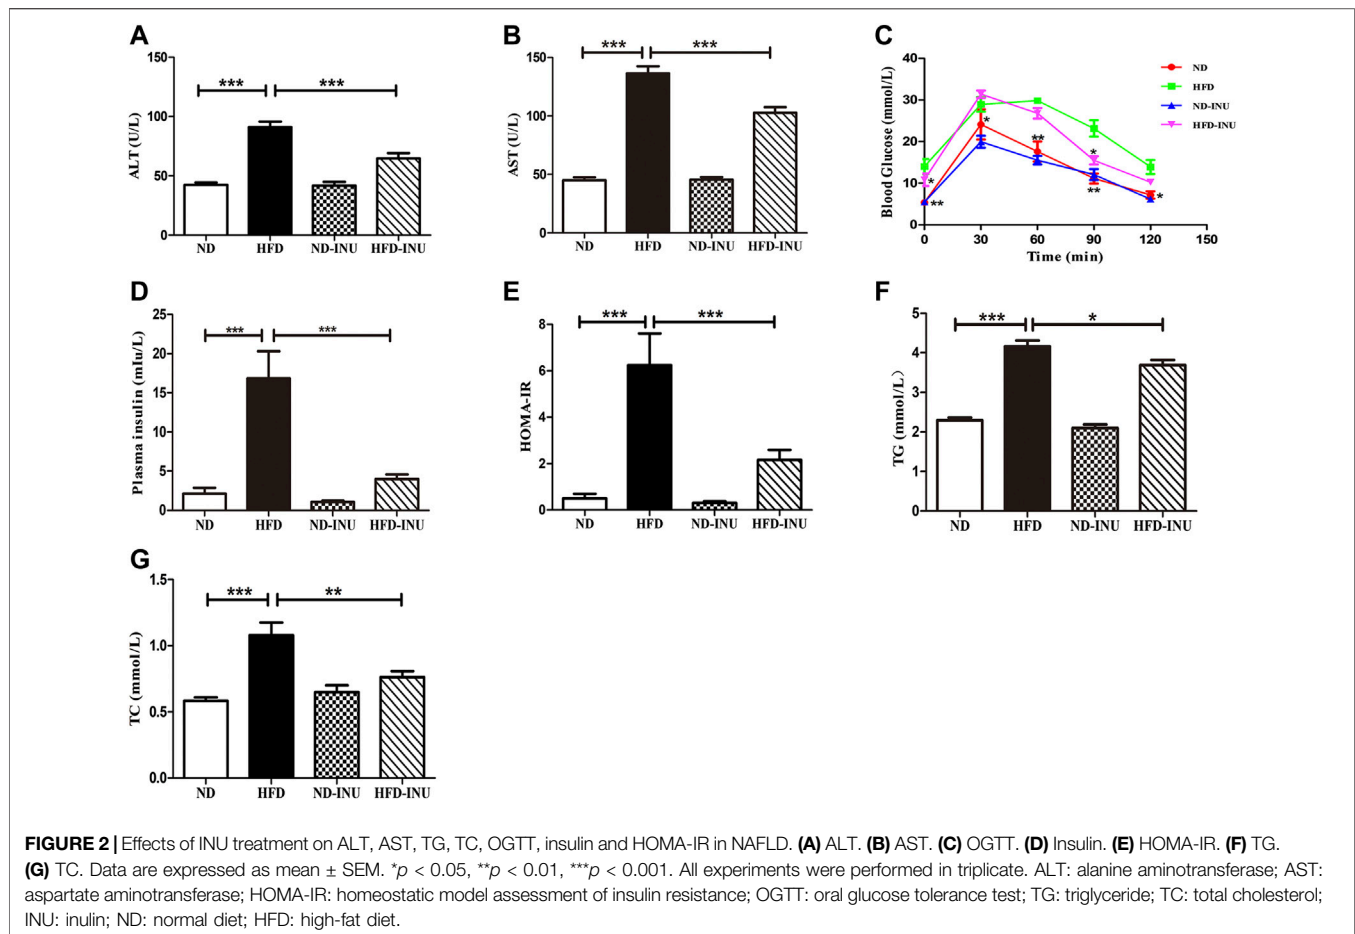 A
ALT (U/L)
150
100
50
0
***
***
ND
HFD
ND-INU
HFD-INU
B
AST (U/L)
150
100
50
0
***
***
ND
HFD
ND-INU
HFD-INU
C
Blood Glucose (mmol/L)
40
30
20
10
0
ND
HFD
ND-INU
HFD-INU
*
**
*
**
*
**
*
0
30
60
90
120
150
Time (min)
D
Plasma insulin (mIu/L)
25
20
15
10
5
0
***
***
ND
HFD
ND-INU
HFD-INU
E
HOMA-IR
8
6
4
2
0
***
***
ND
HFD
ND-INU
HFD-INU
F
TG (mmol/L)
5
4
3
2
1
0
***
*
ND
HFD
ND-INU
HFD-INU
G
TC (mmol/L)
1.5
1.0
0.5
0.0
***
**
ND
HFD
ND-INU
HFD-INU
FIGURE 2 | Effects of INU treatment on ALT, AST, TG, TC, OGTT, insulin and HOMA-IR in NAFLD. (A) ALT. (B) AST. (C) OGTT. (D) Insulin. (E) HOMA-IR. (F) TG.
(G) TC. Data are expressed as mean ± SEM. *p < 0.05, **p < 0.01, ***p < 0.001. All experiments were performed in triplicate. ALT: alanine aminotransferase; AST:
aspartate aminotransferase; HOMA-IR: homeostatic model assessment of insulin resistance; OGTT: oral glucose tolerance test; TG: triglyceride; TC: total cholesterol;
INU: inulin; ND: normal diet; HFD: high-fat diet.